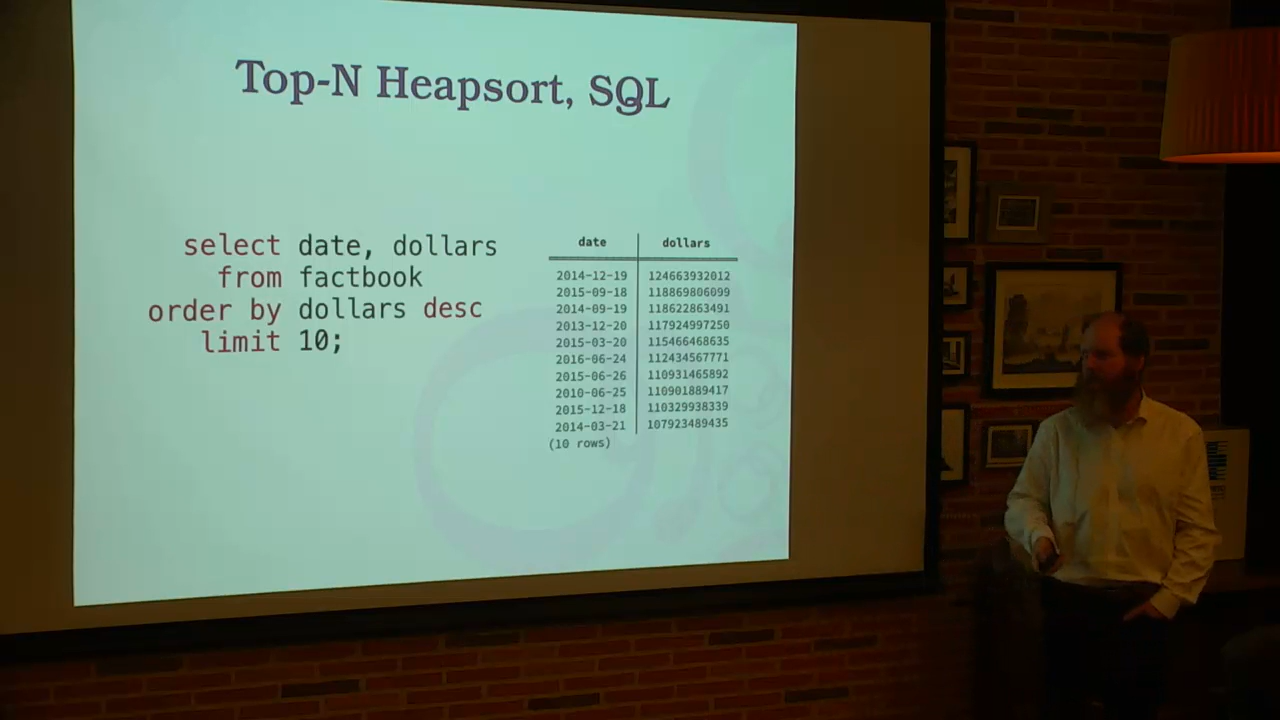 Top-N Heapsort, SQL
select date, dollars
from factbook
order by dollars desc
limit 10;
date dollars
2014-12-19 124663932012
2015-09-18 118869806099
2014-09-19 118622863491
2013-12-20 117924997250
2015-03-20 115466468635
2016-06-24 112434567771
2015-06-26 110931465892
2010-06-25 110901889417
2015-12-18 110329938339
2014-03-21 107923489435
(10 rows)